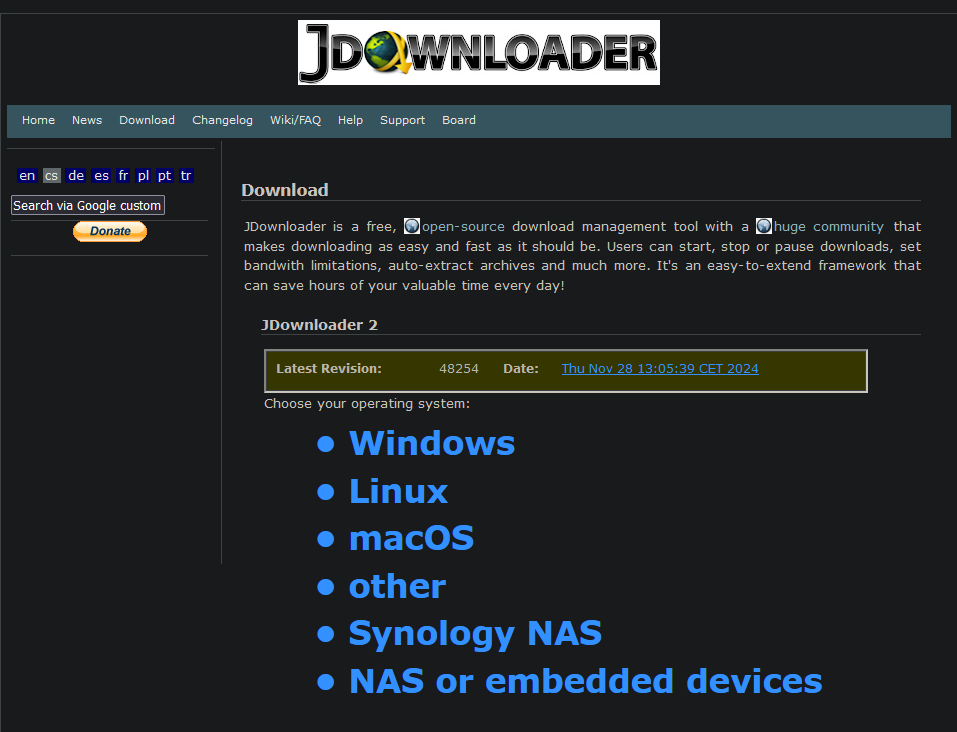 JDOWNLOADER
Home News Download Changelog Wiki/FAQ Help Support Board
en cs de es fr pl pt tr
Search via Google custom
Donate
Download
JDownloader is a free, open-source download management tool with a huge community that
makes downloading as easy and fast as it should be. Users can start, stop or pause downloads, set
bandwith limitations, auto-extract archives and much more. It's an easy-to-extend framework that
can save hours of your valuable time every day!
JDownloader 2
Latest Revision: 48254 Date: Thu Nov 28 13:05:39 CET 2024
Choose your operating system:
Windows
Linux
macOS
other
Synology NAS
NAS or embedded devices